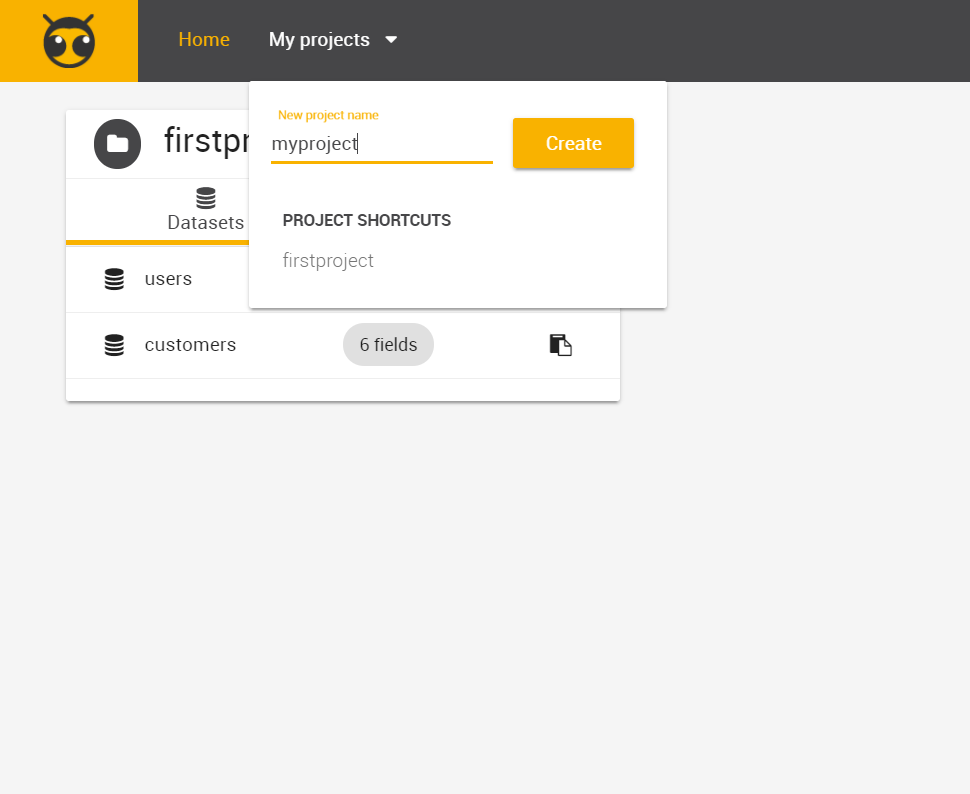 Home
My projects
New project name
myproject
Create
firstpr
Datasets
PROJECT SHORTCUTS
firstproject
users
customers
6 fields